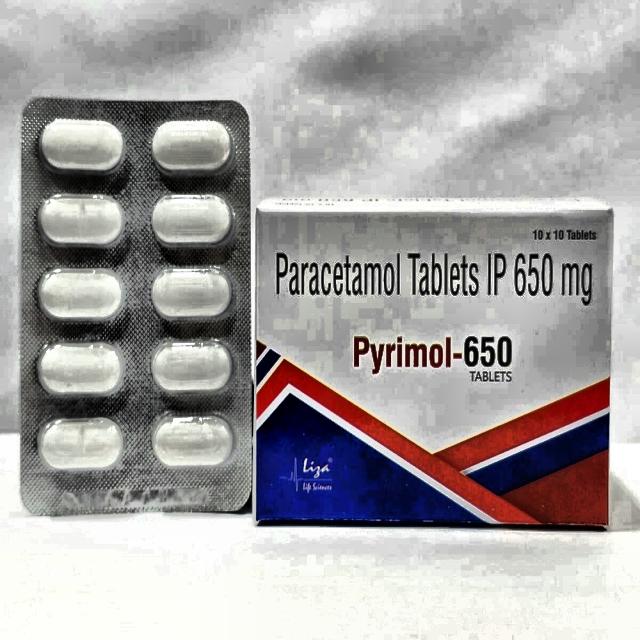 10 x 10 Tablets
Paracetamol Tablets IP 650 mg
Pyrimol-650
TABLETS
Liza®
Life Sciences